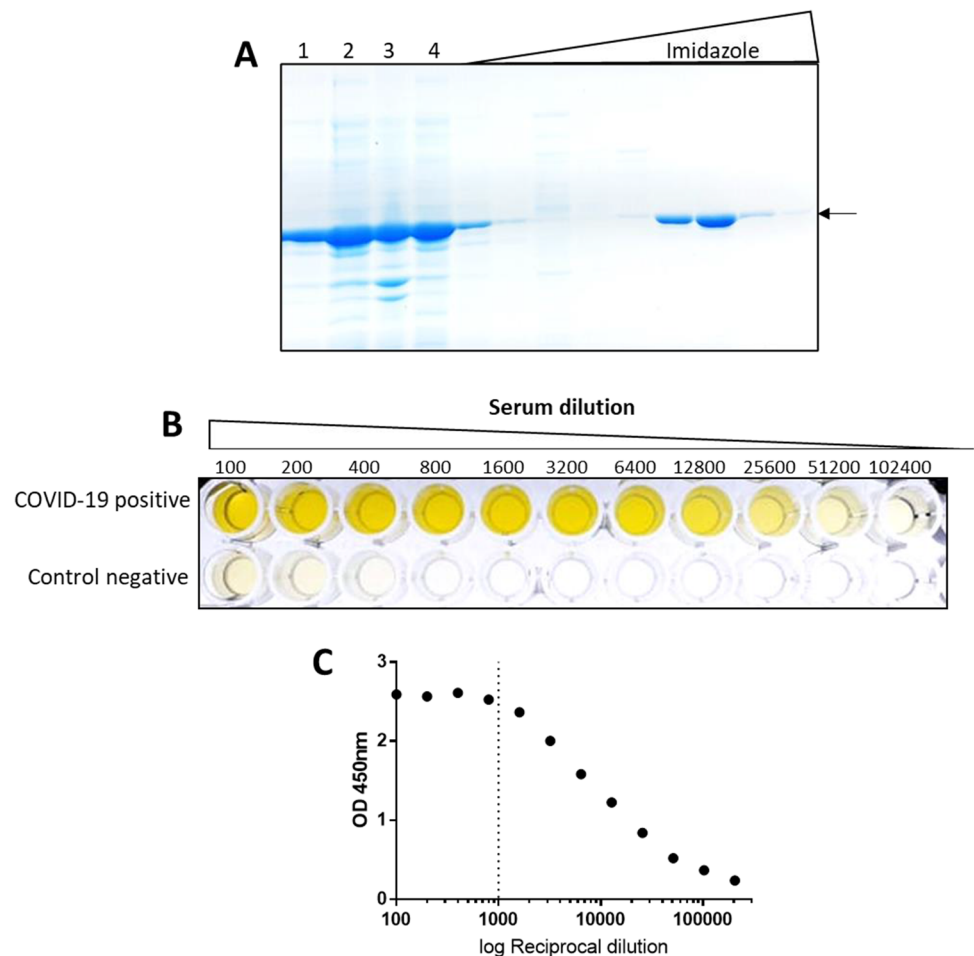 A
1 2 3 4
Imidazole
B
Serum dilution
100 200 400 800 1600 3200 6400 12800 25600 51200 102400
COVID-19 positive
Control negative
C
3
2
1
0
OD 450nm
100 1000 10000 100000
log Reciprocal dilution